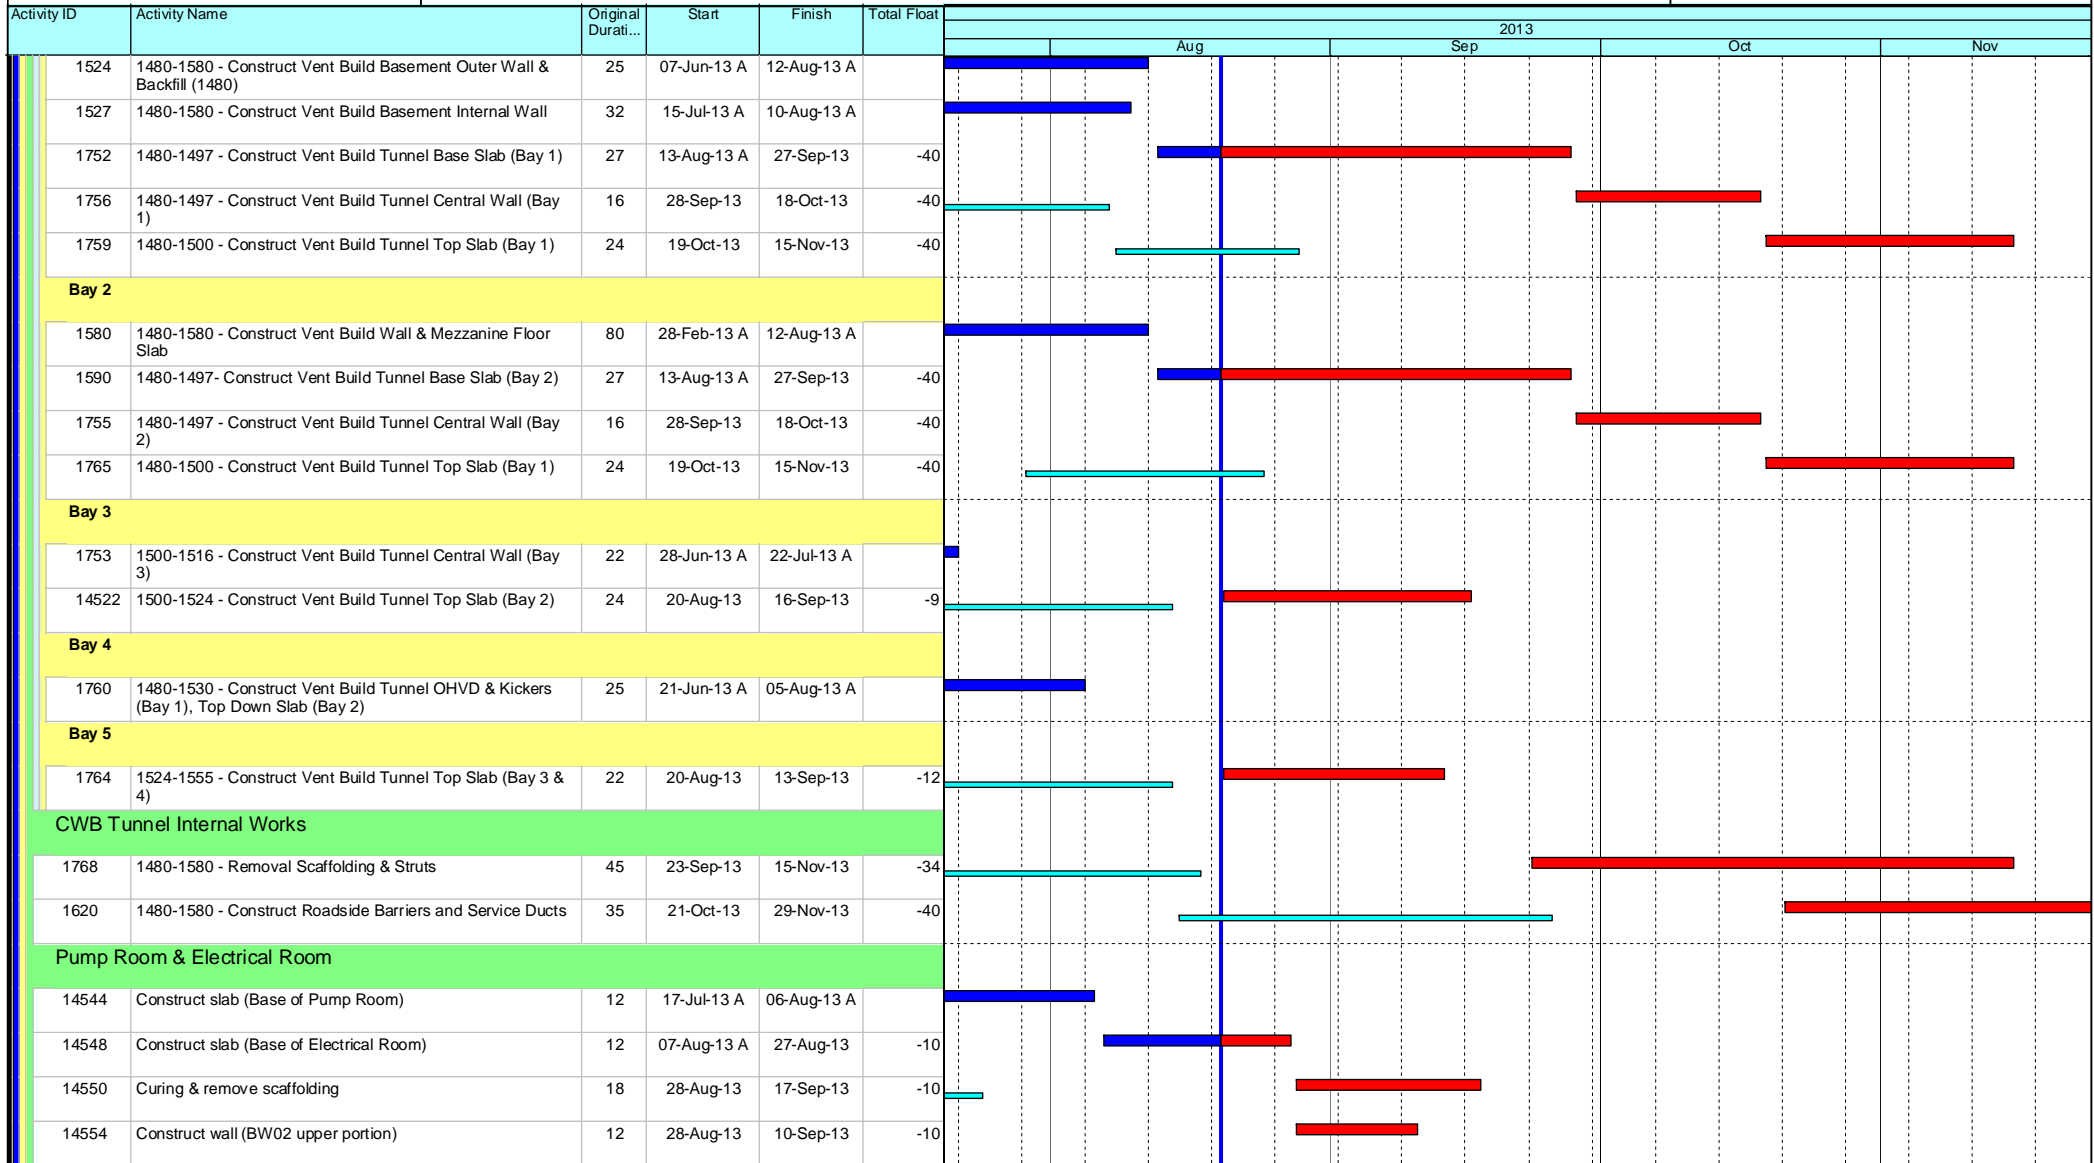 Activity ID Activity Name Original Start Finish Total Float
Durati...
2013
Aug Sep Oct Nov
1524 1480-1580 - Construct Vent Build Basement Outer Wall & 25 07-Jun-13 A 12-Aug-13 A
Backfill (1480)
1527 1480-1580 - Construct Vent Build Basement Internal Wall 32 15-Jul-13 A 10-Aug-13 A
1752 1480-1497 - Construct Vent Build Tunnel Base Slab (Bay 1) 27 13-Aug-13 A 27-Sep-13 -40
1756 1480-1497 - Construct Vent Build Tunnel Central Wall (Bay 16 28-Sep-13 18-Oct-13 -40
1)
1759 1480-1500 - Construct Vent Build Tunnel Top Slab (Bay 1) 24 19-Oct-13 15-Nov-13 -40
Bay 2
1580 1480-1580 - Construct Vent Build Wall & Mezzanine Floor 80 28-Feb-13 A 12-Aug-13 A
Slab
1590 1480-1497- Construct Vent Build Tunnel Base Slab (Bay 2) 27 13-Aug-13 A 27-Sep-13 -40
1755 1480-1497 - Construct Vent Build Tunnel Central Wall (Bay 16 28-Sep-13 18-Oct-13 -40
2)
1765 1480-1500 - Construct Vent Build Tunnel Top Slab (Bay 1) 24 19-Oct-13 15-Nov-13 -40
Bay 3
1753 1500-1516 - Construct Vent Build Tunnel Central Wall (Bay 22 28-Jun-13 A 22-Jul-13 A
3)
14522 1500-1524 - Construct Vent Build Tunnel Top Slab (Bay 2) 24 20-Aug-13 16-Sep-13 -9
Bay 4
1760 1480-1530 - Construct Vent Build Tunnel OHVD & Kickers 25 21-Jun-13 A 05-Aug-13 A
(Bay 1), Top Down Slab (Bay 2)
Bay 5
1764 1524-1555 - Construct Vent Build Tunnel Top Slab (Bay 3 & 22 20-Aug-13 13-Sep-13 -12
4)
CWB Tunnel Internal Works
1768 1480-1580 - Removal Scaffolding & Struts 45 23-Sep-13 15-Nov-13 -34
1620 1480-1580 - Construct Roadside Barriers and Service Ducts 35 21-Oct-13 29-Nov-13 -40
Pump Room & Electrical Room
14544 Construct slab (Base of Pump Room) 12 17-Jul-13 A 06-Aug-13 A
14548 Construct slab (Base of Electrical Room) 12 07-Aug-13 A 27-Aug-13 -10
14550 Curing & remove scaffolding 18 28-Aug-13 17-Sep-13 -10
14554 Construct wall (BW02 upper portion) 12 28-Aug-13 10-Sep-13 -10